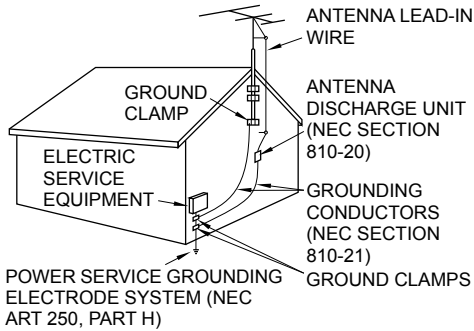 ANTENNA LEAD-IN
WIRE
GROUND
CLAMP
ANTENNA
DISCHARGE UNIT
(NEC SECTION
810-20)
ELECTRIC
SERVICE
EQUIPMENT
GROUNDING
CONDUCTORS
(NEC SECTION
810-21)
GROUND CLAMPS
POWER SERVICE GROUNDING
ELECTRODE SYSTEM (NEC
ART 250, PART H)